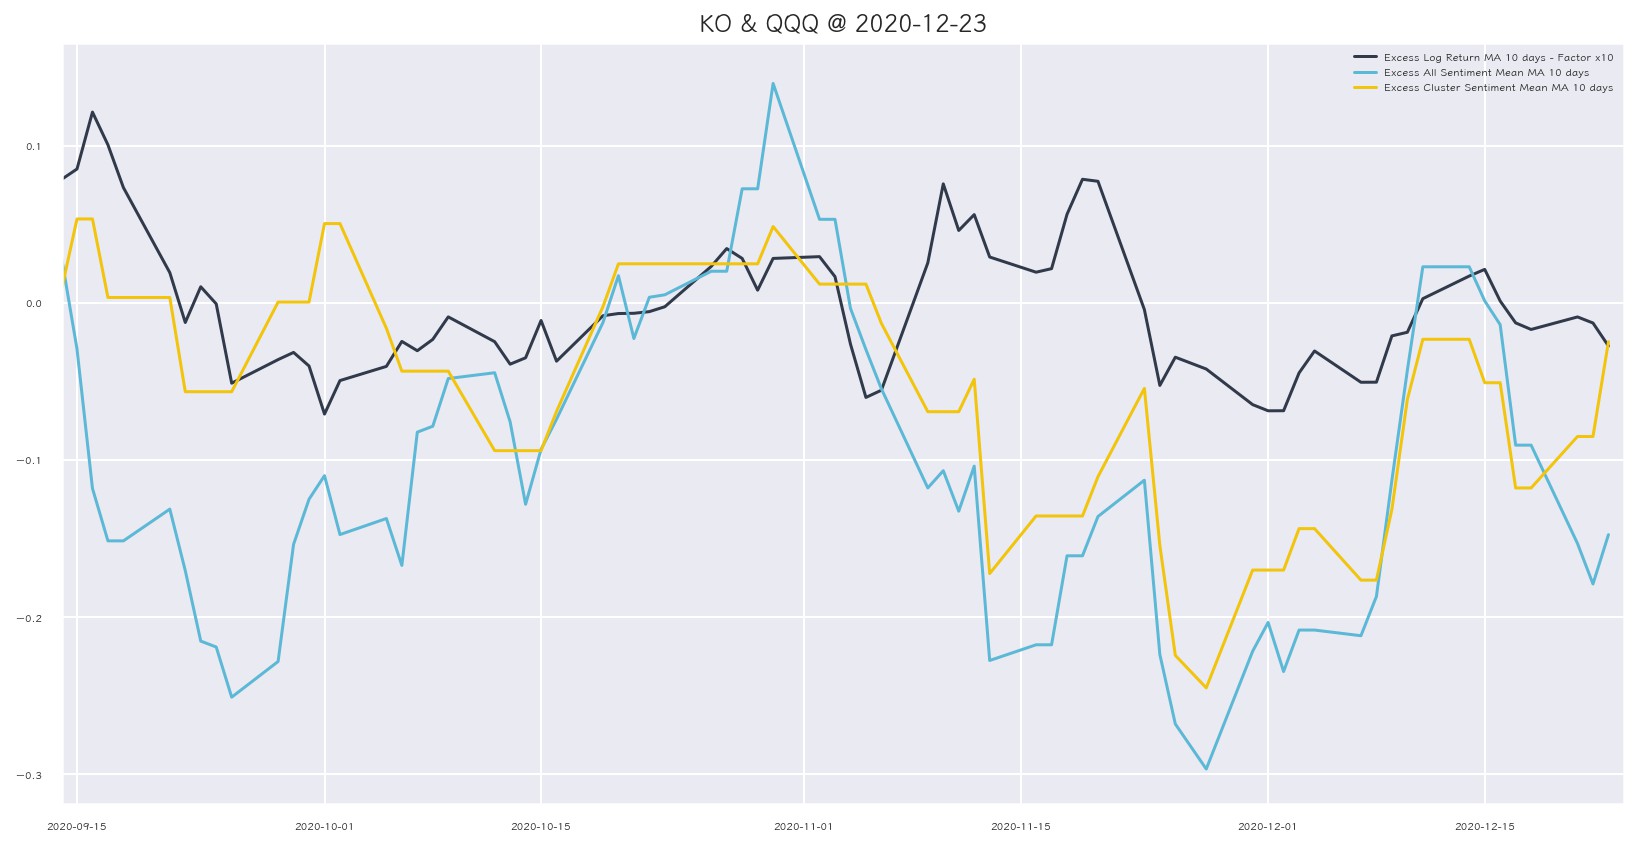 KO & QQQ @ 2020-12-23
Excess Log Return MA 10 days - Factor x10
Excess All Sentiment Mean MA 10 days
Excess Cluster Sentiment Mean MA 10 days
0.1
0.0
−0.1
−0.2
−0.3
2020-09-15 2020-10-01 2020-10-15 2020-11-01 2020-11-15 2020-12-01 2020-12-15